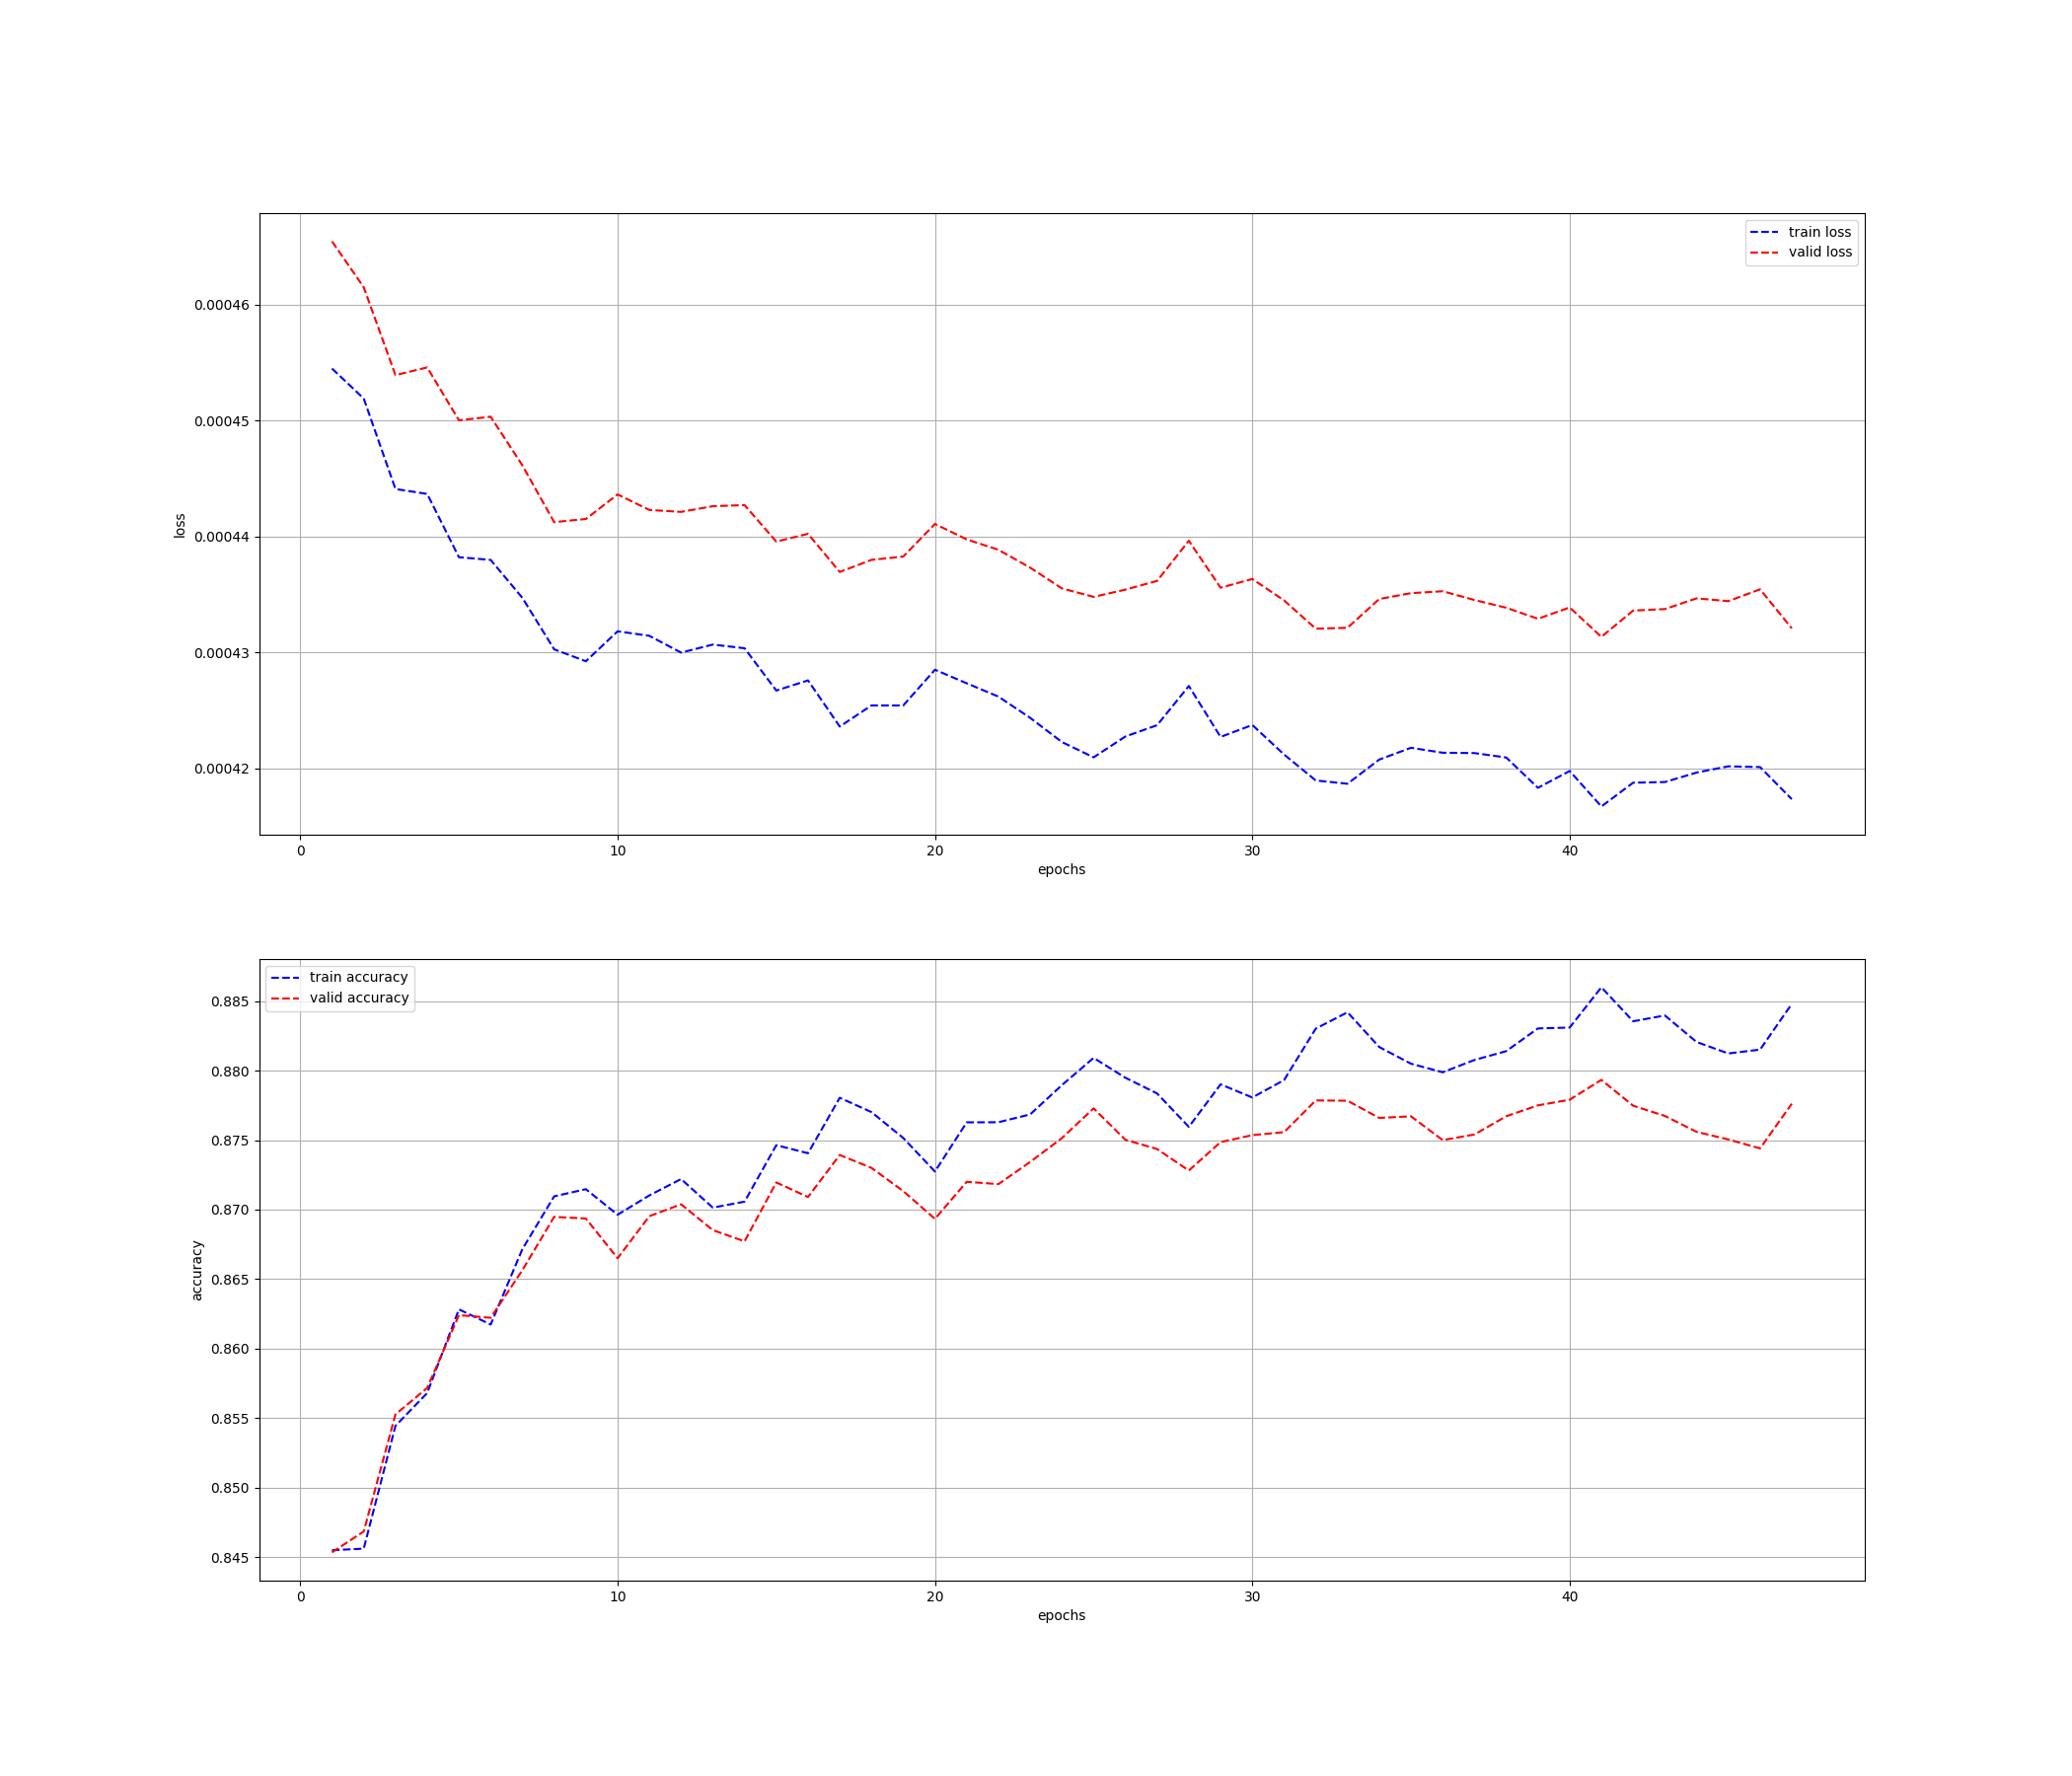 train loss
valid loss
0.00046
0.00045
0.00044
0.00043
0.00042
loss
0 10 20 30 40
epochs
train accuracy
valid accuracy
0.885
0.880
0.875
0.870
0.865
0.860
0.855
0.850
0.845
accuracy
0 10 20 30 40
epochs